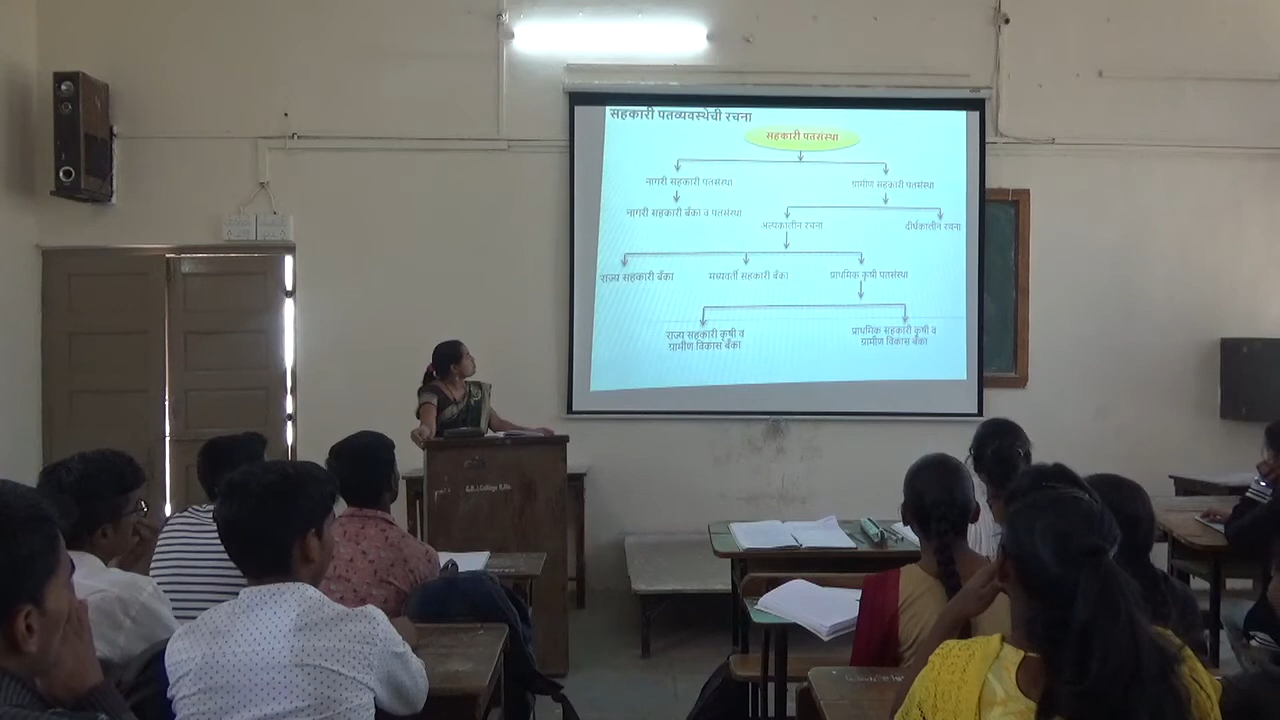 सहकारी पतव्यवस्थेची रचना
सहकारी पतसंस्था
नागरी सहकारी पतसंस्था
ग्रामीण सहकारी पतसंस्था
नागरी सहकारी बँका व पतसंस्था
अल्पकालीन रचना
दीर्घकालीन रचना
राज्य सहकारी बँका
मध्यवर्ती सहकारी बँका
प्राथमिक कृषी पतसंस्था
राज्य सहकारी कृषी व
ग्रामीण विकास बँका
प्राथमिक सहकारी कृषी व
ग्रामीण विकास बँका